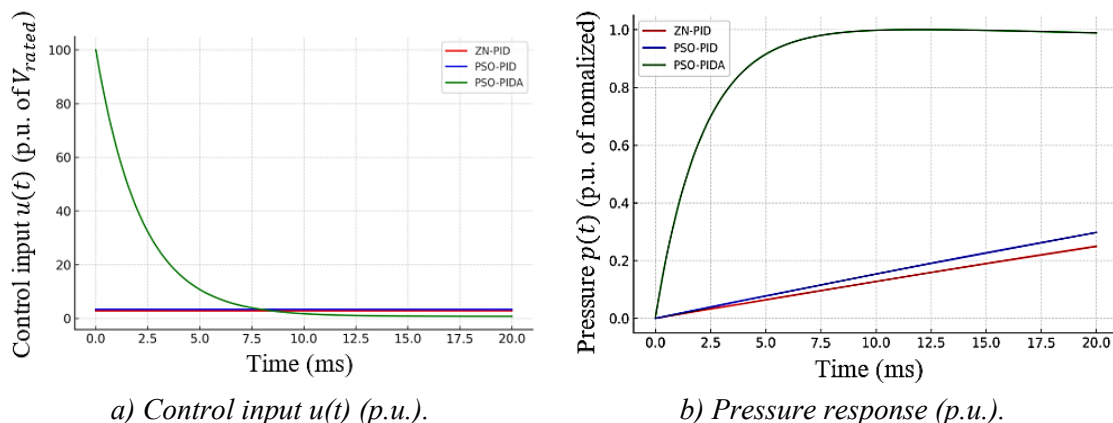 Control input u(t) (p.u. of V_rated)
100
80
60
40
20
0
ZN-PID
PSO-PID
PSO-PIDA
0.0 2.5 5.0 7.5 10.0 12.5 15.0 17.5 20.0
Time (ms)
a) Control input u(t) (p.u.).
Pressure p(t) (p.u. of nomalized)
1.0
0.8
0.6
0.4
0.2
0.0
ZN-PID
PSO-PID
PSO-PIDA
0.0 2.5 5.0 7.5 10.0 12.5 15.0 17.5 20.0
Time (ms)
b) Pressure response (p.u.).